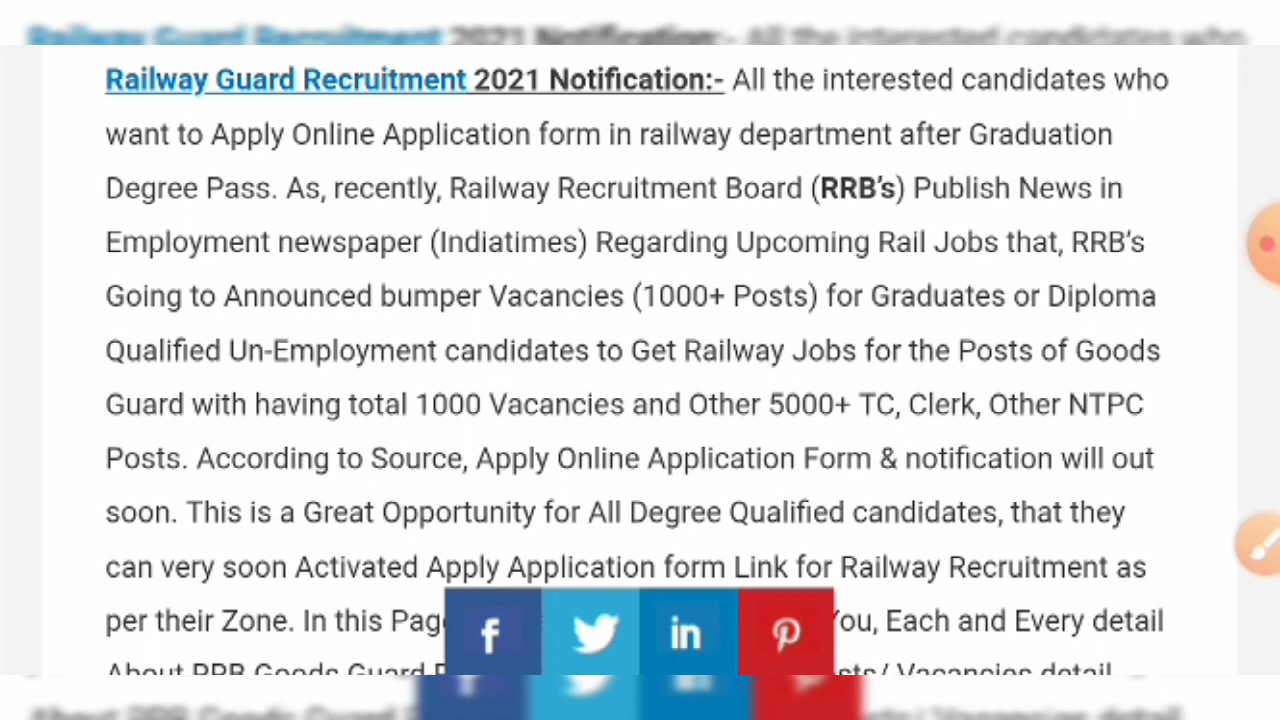 Railway Guard Recruitment 2021 Notification:- All the interested candidates who
want to Apply Online Application form in railway department after Graduation
Degree Pass. As, recently, Railway Recruitment Board (RRB's) Publish News in
Employment newspaper (Indiatimes) Regarding Upcoming Rail Jobs that, RRB's
Going to Announced bumper Vacancies (1000+ Posts) for Graduates or Diploma
Qualified Un-Employment candidates to Get Railway Jobs for the Posts of Goods
Guard with having total 1000 Vacancies and Other 5000+ TC, Clerk, Other NTPC
Posts. According to Source, Apply Online Application Form & notification will out
soon. This is a Great Opportunity for All Degree Qualified candidates, that they
can very soon Activated Apply Application form Link for Railway Recruitment as
per their Zone. In this You, Each and Every detail
About RRB Goods Guard Vacancies detail